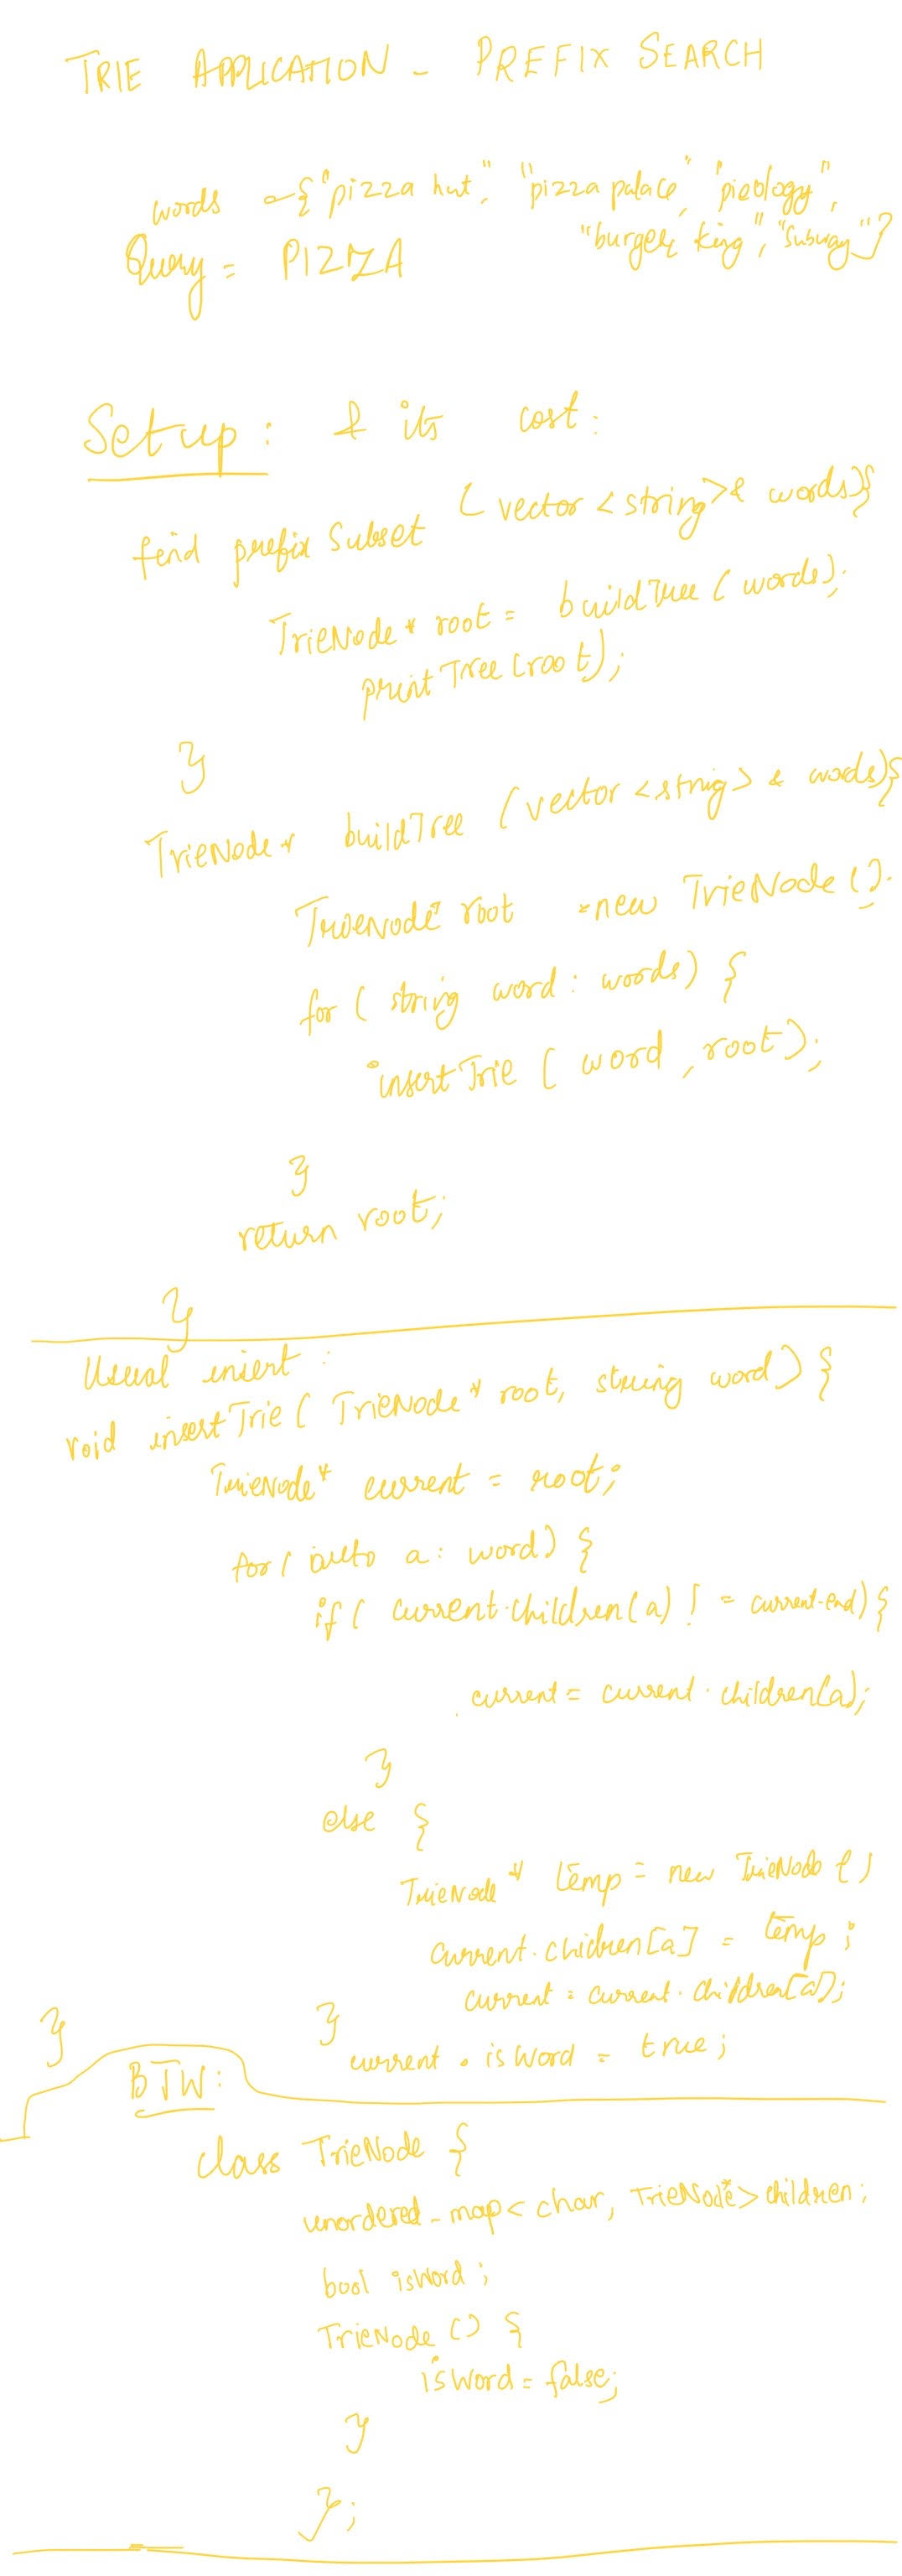 TRIE APPLICATION - PREFIX SEARCH
words = {"pizza hut", "pizza palace", "pieology",
"burger king", "subway"}
Query = PIZZA
Setup: & its cost:
find prefix Subset (vector <string>& words){
TrieNode* root = buildTree (words);
print Tree (root);
}
TrieNode* buildTree (vector <string> & words){
TrieNode* root = new TrieNode ();
for ( string word : words) {
insert Trie ( word, root);
}
return root;
}
Usual insert :
void insert Trie ( TrieNode* root, string word) {
TrieNode* current = root;
for ( auto a : word) {
if ( current.children(a) ! = current.end) {
current = current . children(a);
}
else {
TrieNode* temp = new TrieNode ()
current.children[a] = temp ;
current = current . children[a];
}
}
current . isWord = true ;
BTW:
class TrieNode {
unordered_map < char, TrieNode*> children;
bool isWord ;
TrieNode () {
isWord = false;
}
};